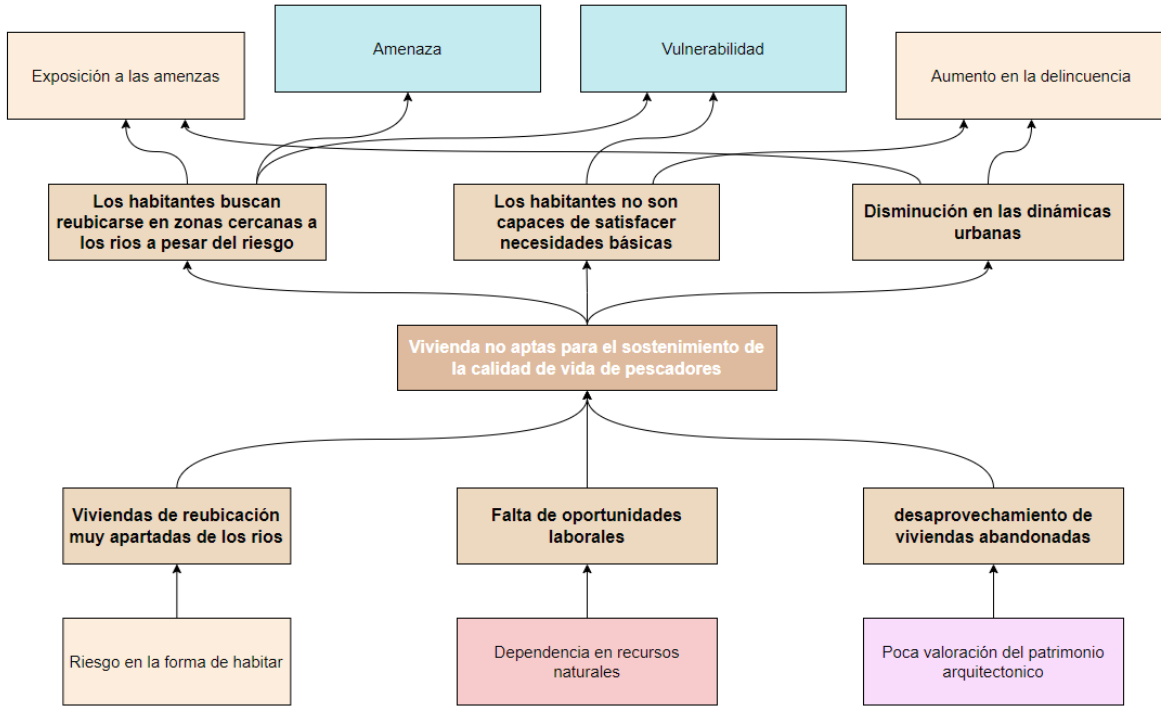 Exposición a las amenzas
Amenaza
Vulnerabilidad
Aumento en la delincuencia
Los habitantes buscan
reubicarse en zonas cercanas a
los rios a pesar del riesgo
Los habitantes no son
capaces de satisfacer
necesidades básicas
Disminución en las dinámicas
urbanas
Vivienda no aptas para el sostenimiento de
la calidad de vida de pescadores
Viviendas de reubicación
muy apartadas de los rios
Falta de oportunidades
laborales
desaprovechamiento de
viviendas abandonadas
Riesgo en la forma de habitar
Dependencia en recursos
naturales
Poca valoración del patrimonio
arquitectonico